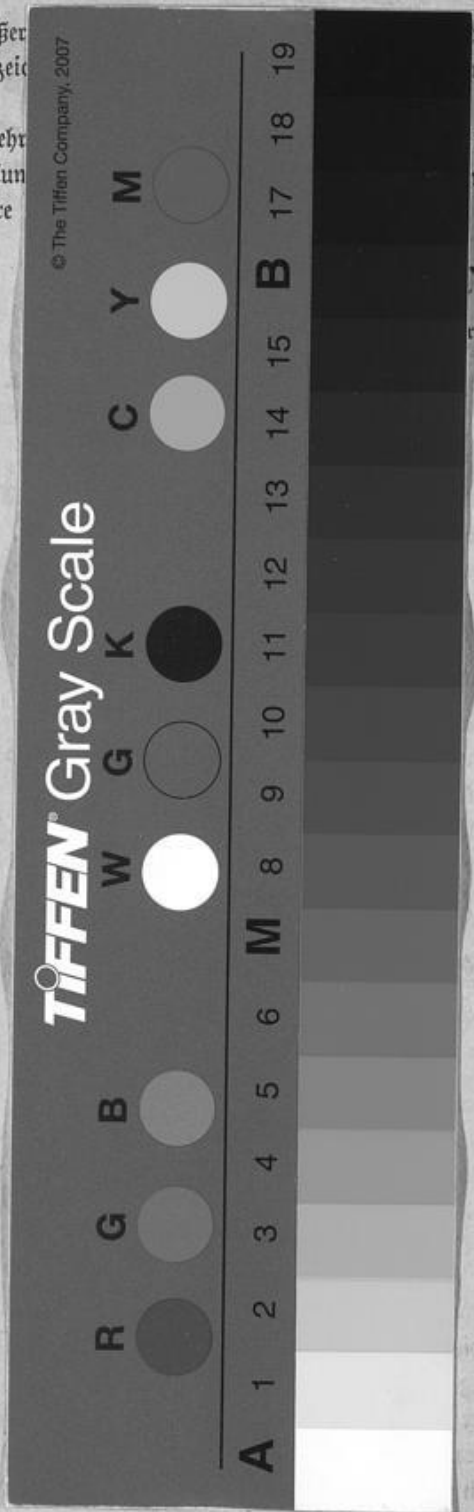 © The Tiffen Company, 2007
TIFFEN® Gray Scale
R G B W G K C Y M
A 1 2 3 4 5 6 M 8 9 10 11 12 13 14 15 B 17 18 19